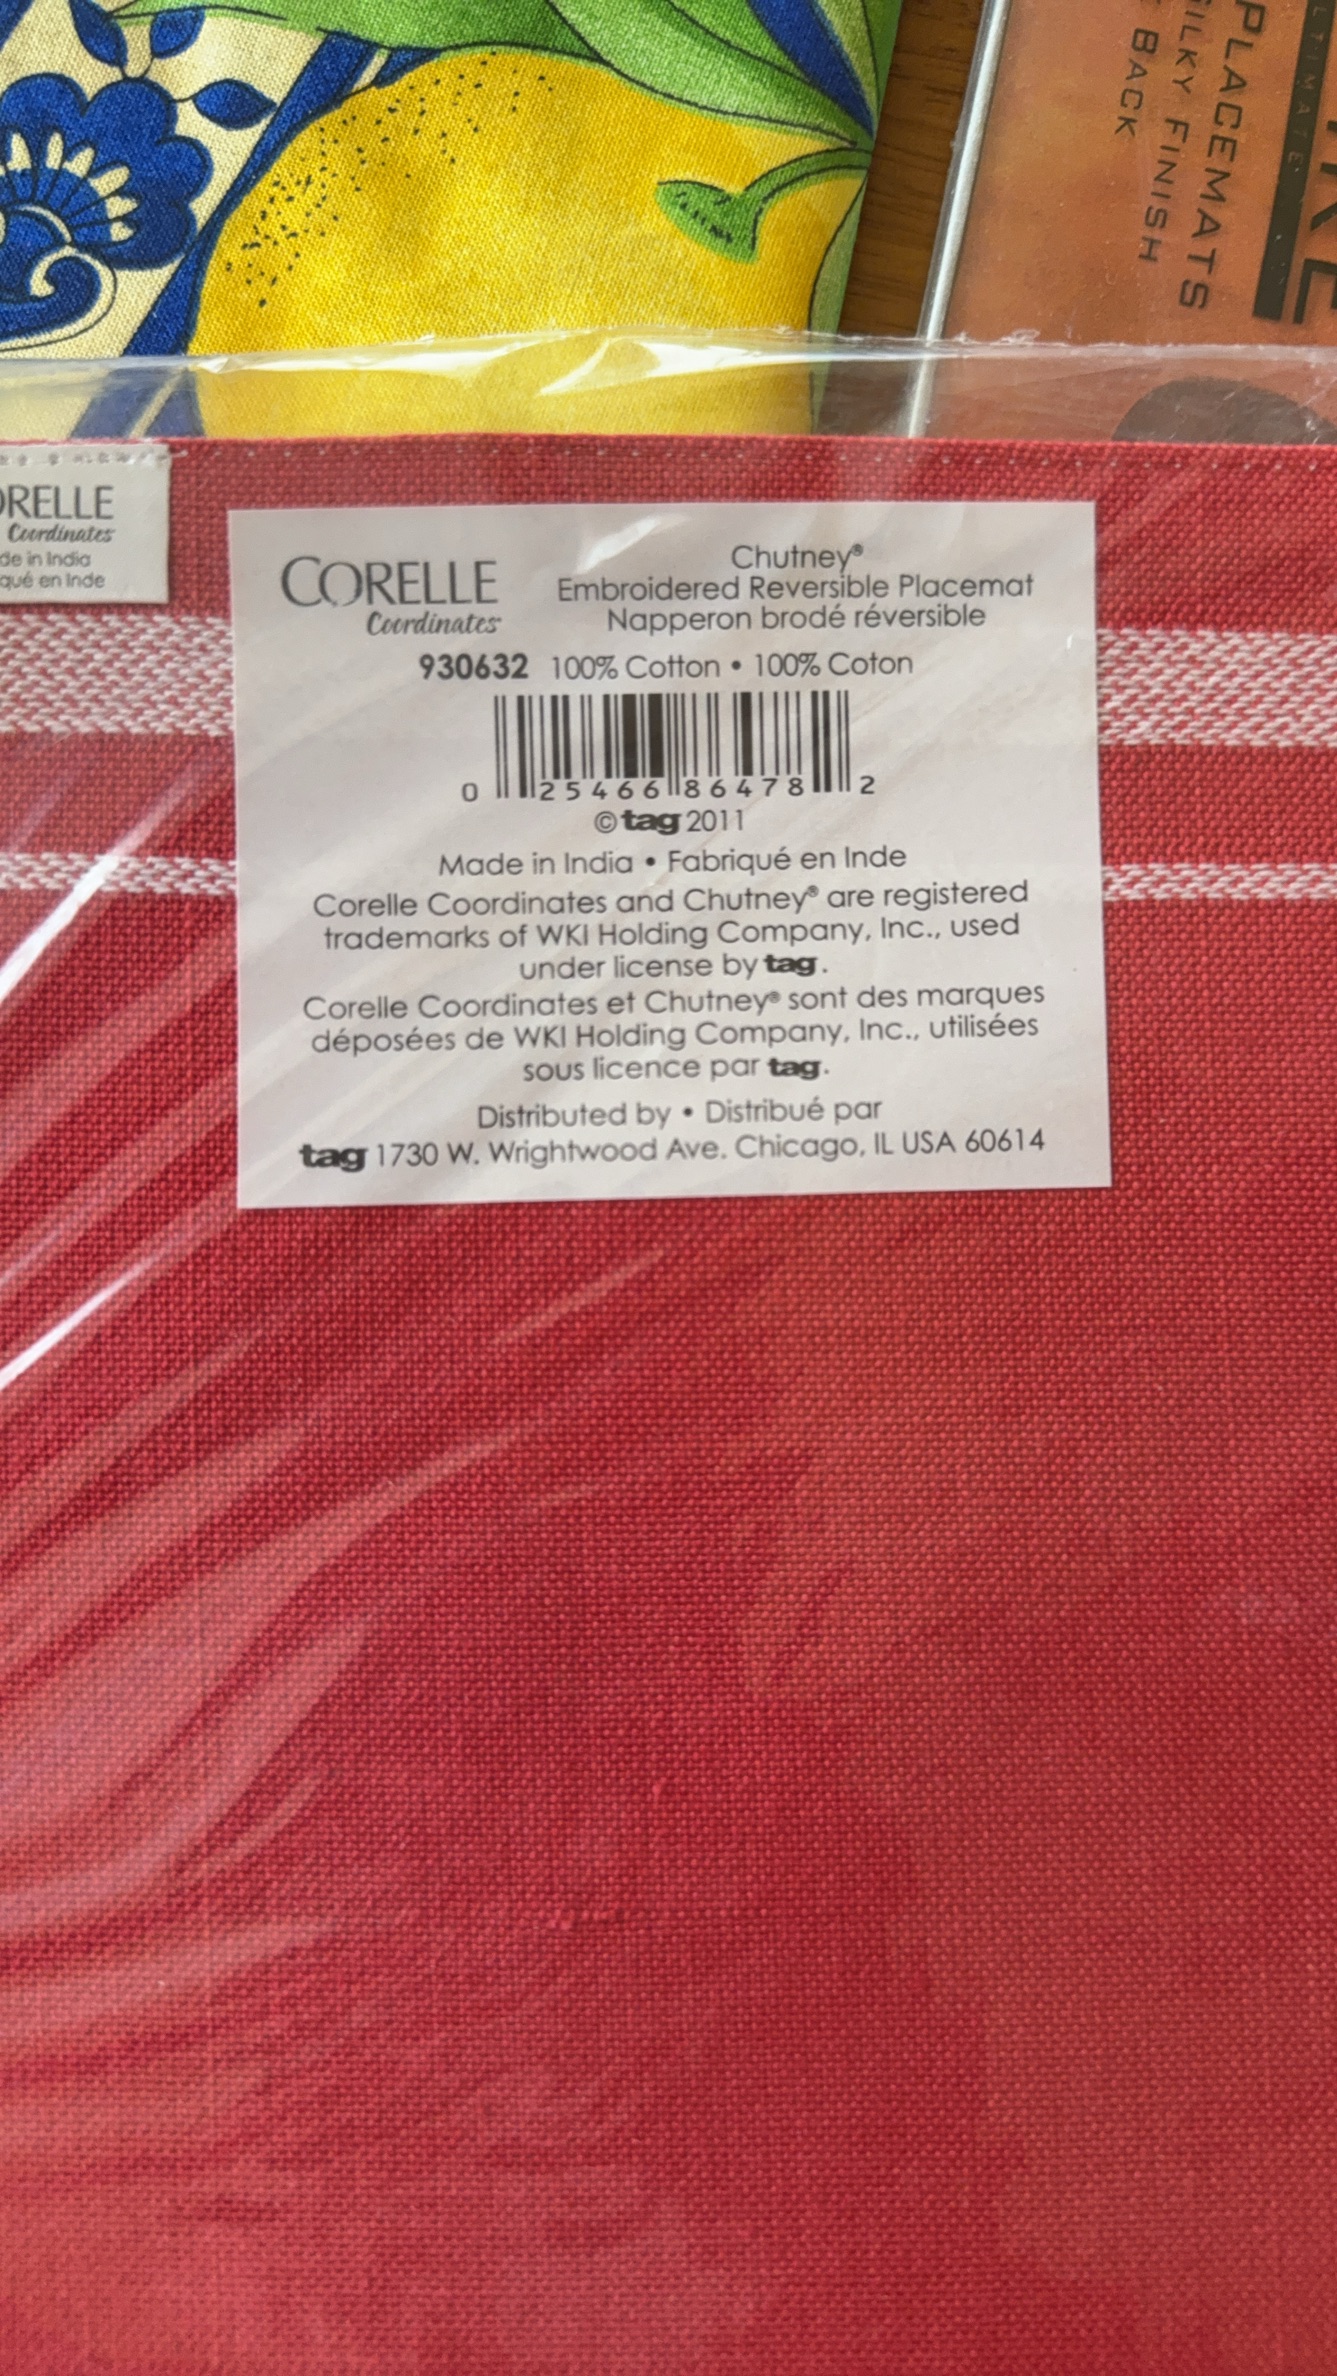 PLACEMATS
SILKY FINISH
BACK
ORELLE
Coordinates
de in India
qué en Inde
CORELLE
Coordinates
Chutney®
Embroidered Reversible Placemat
Napperon brodé réversible
930632 100% Cotton • 100% Coton
0 25466 86478 2
© tag 2011
Made in India • Fabriqué en Inde
Corelle Coordinates and Chutney® are registered
trademarks of WKI Holding Company, Inc., used
under license by tag.
Corelle Coordinates et Chutney® sont des marques
déposées de WKI Holding Company, Inc., utilisées
sous licence par tag.
Distributed by • Distribué par
tag 1730 W. Wrightwood Ave. Chicago, IL USA 60614